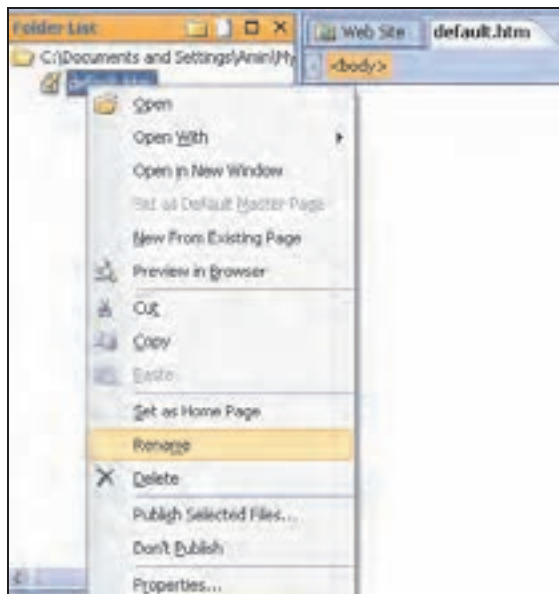 Folder List
Web Site
default.htm
C:\Documents and Settings\Amin\My
<body>
default.htm
Open
Open With
Open in New Window
Set as Default Master Page
New From Existing Page
Preview in Browser
Cut
Copy
Paste
Set as Home Page
Rename
Delete
Publish Selected Files...
Don't Publish
Properties...